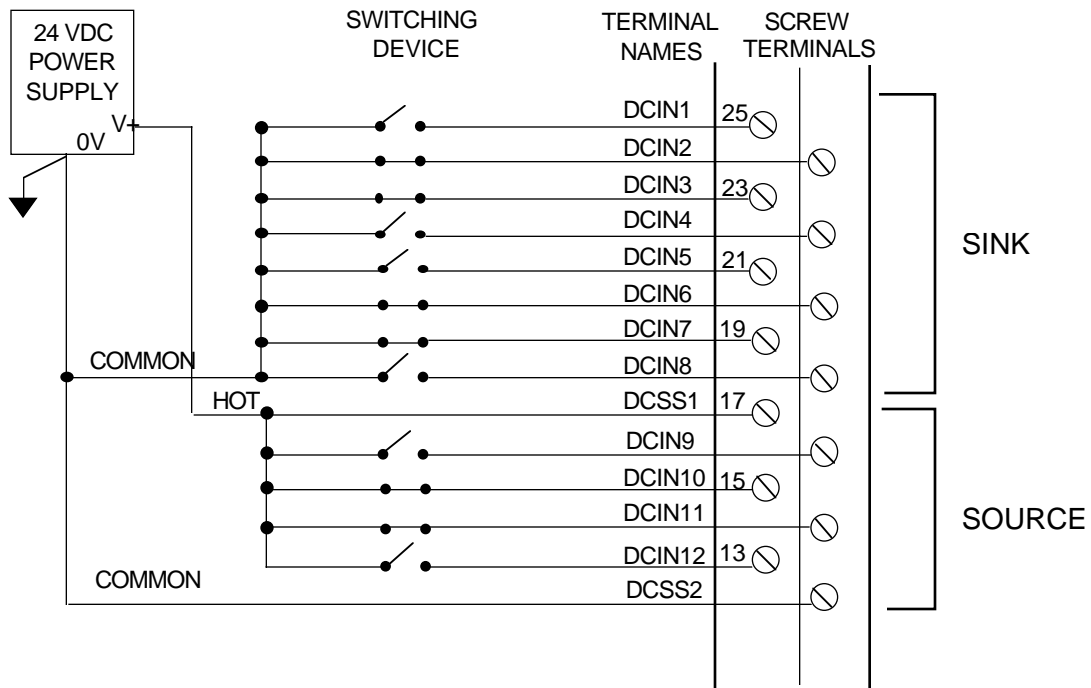 24 VDC
POWER
SUPPLY
V+
0V
SWITCHING
DEVICE
TERMINAL
NAMES
SCREW
TERMINALS
DCIN1 25
DCIN2
DCIN3 23
DCIN4
DCIN5 21
DCIN6
DCIN7 19
COMMON
DCIN8
HOT
DCSS1 17
DCIN9
DCIN10 15
DCIN11
DCIN12 13
COMMON
DCSS2
SINK
SOURCE